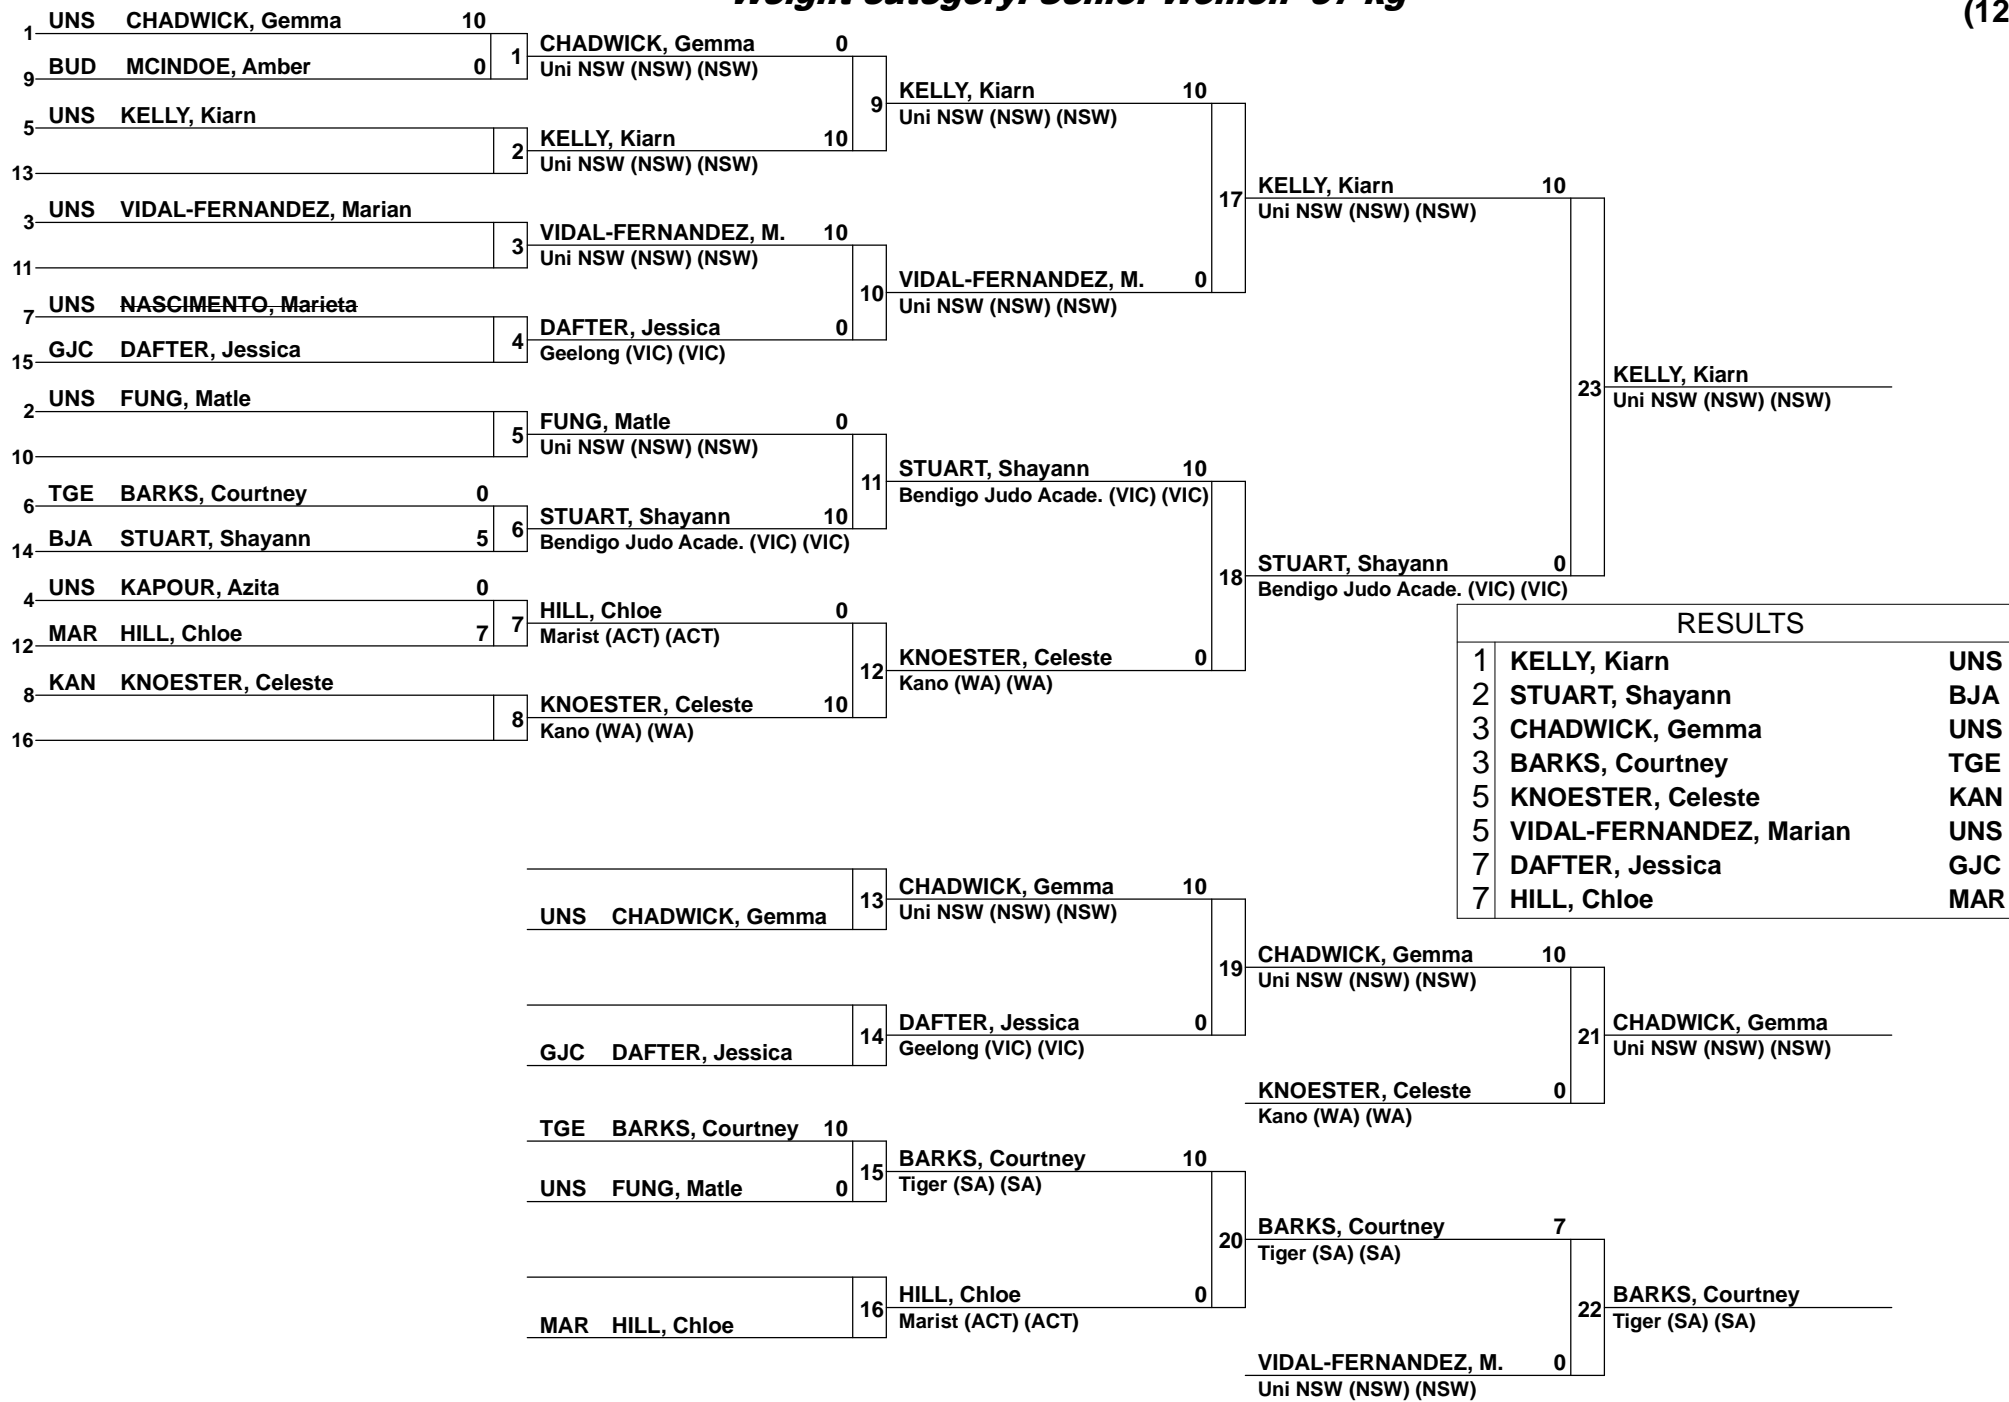 Weight Category: Senior Women -57 kg
(12
1 UNS CHADWICK, Gemma 10
9 BUD MCINDOE, Amber 0
5 UNS KELLY, Kiarn
13
3 UNS VIDAL-FERNANDEZ, Marian
11
7 UNS NASCIMENTO, Marieta
15 GJC DAFTER, Jessica
2 UNS FUNG, Matle
10
6 TGE BARKS, Courtney 0
14 BJA STUART, Shayann 5
4 UNS KAPOUR, Azita 0
12 MAR HILL, Chloe 7
8 KAN KNOESTER, Celeste
16
1 CHADWICK, Gemma 0
Uni NSW (NSW) (NSW)
2 KELLY, Kiarn 10
Uni NSW (NSW) (NSW)
3 VIDAL-FERNANDEZ, M. 10
Uni NSW (NSW) (NSW)
4 DAFTER, Jessica 0
Geelong (VIC) (VIC)
5 FUNG, Matle 0
Uni NSW (NSW) (NSW)
6 STUART, Shayann 10
Bendigo Judo Acade. (VIC) (VIC)
7 HILL, Chloe 0
Marist (ACT) (ACT)
8 KNOESTER, Celeste 10
Kano (WA) (WA)
9 KELLY, Kiarn 10
Uni NSW (NSW) (NSW)
10 VIDAL-FERNANDEZ, M. 0
Uni NSW (NSW) (NSW)
11 STUART, Shayann 10
Bendigo Judo Acade. (VIC) (VIC)
12 KNOESTER, Celeste 0
Kano (WA) (WA)
17 KELLY, Kiarn 10
Uni NSW (NSW) (NSW)
18 STUART, Shayann 0
Bendigo Judo Acade. (VIC) (VIC)
23 KELLY, Kiarn
Uni NSW (NSW) (NSW)
RESULTS
1 KELLY, Kiarn UNS
2 STUART, Shayann BJA
3 CHADWICK, Gemma UNS
3 BARKS, Courtney TGE
5 KNOESTER, Celeste KAN
5 VIDAL-FERNANDEZ, Marian UNS
7 DAFTER, Jessica GJC
7 HILL, Chloe MAR
UNS CHADWICK, Gemma
GJC DAFTER, Jessica
TGE BARKS, Courtney 10
UNS FUNG, Matle 0
MAR HILL, Chloe
13 CHADWICK, Gemma 10
Uni NSW (NSW) (NSW)
14 DAFTER, Jessica 0
Geelong (VIC) (VIC)
15 BARKS, Courtney 10
Tiger (SA) (SA)
16 HILL, Chloe 0
Marist (ACT) (ACT)
19 CHADWICK, Gemma 10
Uni NSW (NSW) (NSW)
KNOESTER, Celeste 0
Kano (WA) (WA)
20 BARKS, Courtney 7
Tiger (SA) (SA)
VIDAL-FERNANDEZ, M. 0
Uni NSW (NSW) (NSW)
21 CHADWICK, Gemma
Uni NSW (NSW) (NSW)
22 BARKS, Courtney
Tiger (SA) (SA)